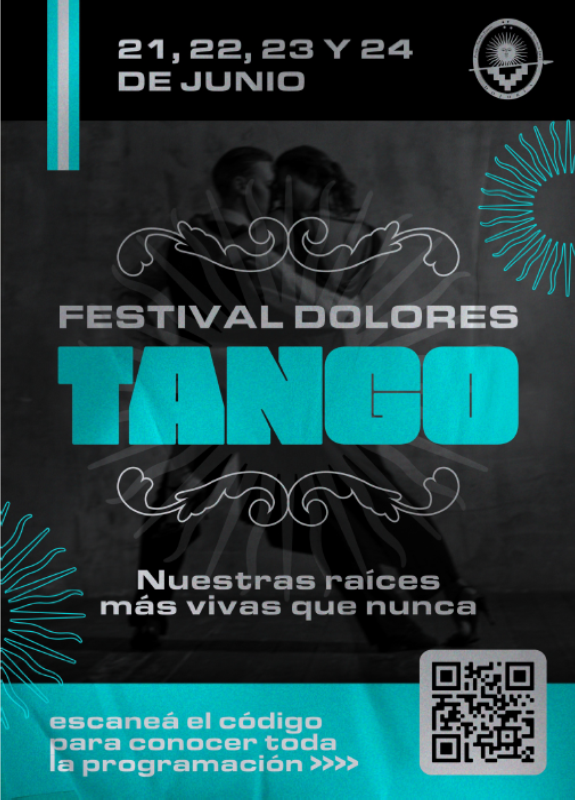 21, 22, 23 Y 24
DE JUNIO
FESTIVAL DOLORES
TANGO
Nuestras raíces
más vivas que nunca
escaneá el código
para conocer toda
la programación >>>>